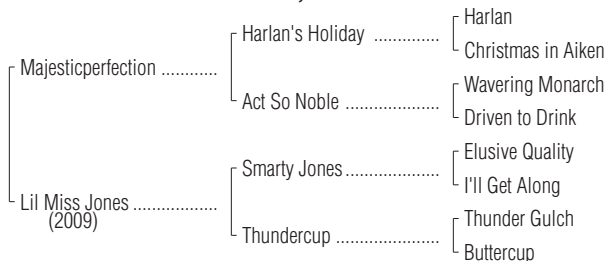 Harlan
Harlan's Holiday ..............
Christmas in Aiken
Majesticperfection ............
Wavering Monarch
Act So Noble ....................
Driven to Drink
Elusive Quality
Smarty Jones....................
I'll Get Along
Lil Miss Jones ..................
(2009)
Thunder Gulch
Thundercup ......................
Buttercup